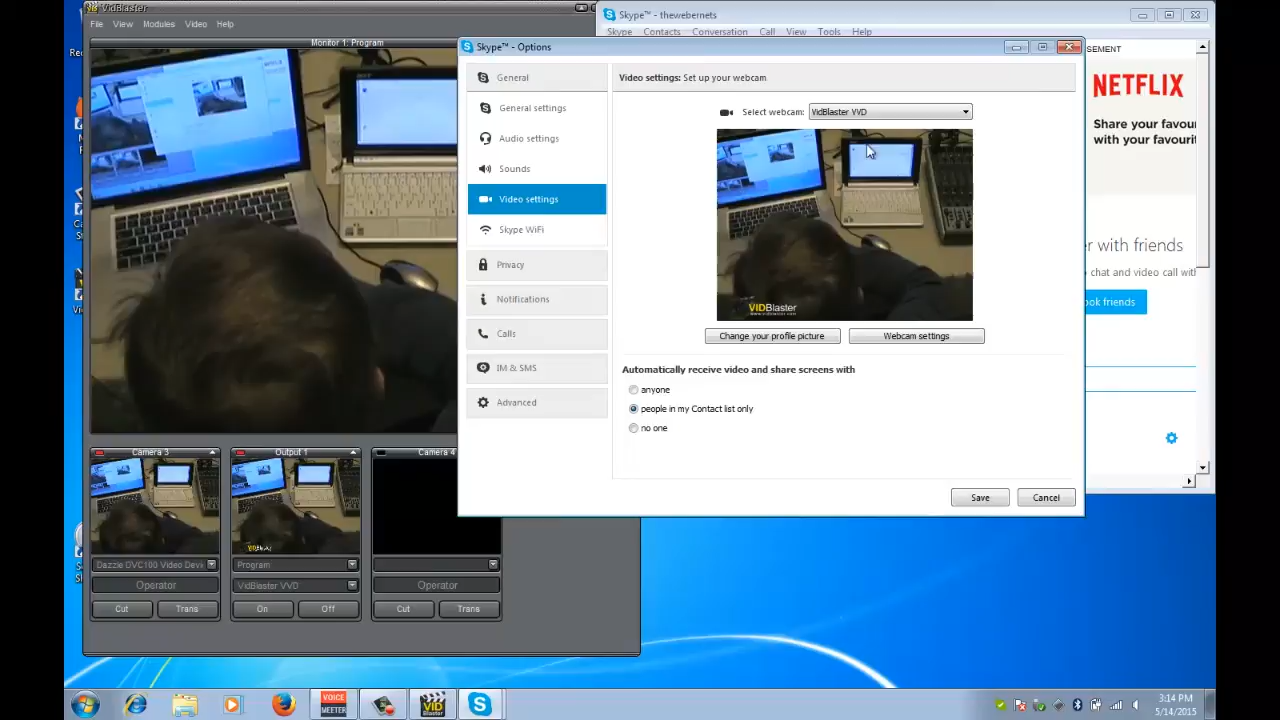 VidBlaster
File View Modules Video Help
Monitor 1: Program
Skype™ - thewebernets
Skype Contacts Conversation Call View Tools Help
Skype™ - Options
General
General settings
Audio settings
Sounds
Video settings
Skype WiFi
Privacy
Notifications
Calls
IM & SMS
Advanced
Video settings: Set up your webcam
Select webcam: VidBlaster VVD
VIDBlaster
Change your profile picture
Webcam settings
Automatically receive video and share screens with
anyone
people in my Contact list only
no one
Save
Cancel
SEMENT
NETFLIX
Share your favou
with your favourit
r with friends
chat and video call with
ook friends
Camera 3
Output 1
Camera 4
Dazzle DVC100 Video Devi
Program
Operator
VidBlaster VVD
Operator
Cut
Trans
On
Off
Cut
Trans
VOICE
MEETER
VID
Blaster
3:14 PM
5/14/2015